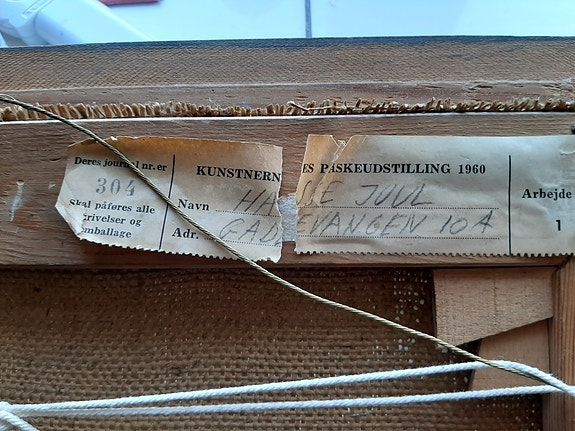 Deres journal nr. er
304
Skal påføres alle
rivelser og
mballage
KUNSTNERN ES PÅSKEUDSTILLING 1960
Navn HA JUUL
Adr. GAD EVANGEN 10A
Arbejde
1